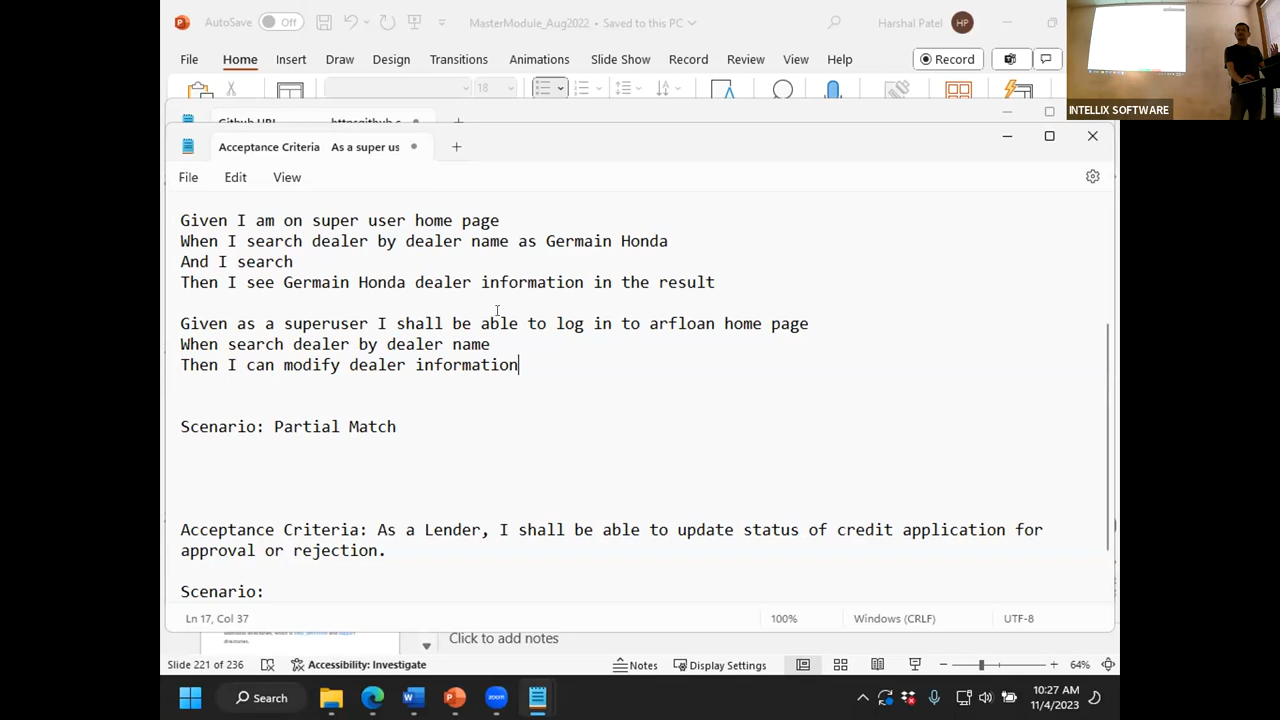 AutoSave
Off
MasterModule_Aug2022 • Saved to this PC
Harshal Patel
HP
File Home Insert Draw Design Transitions Animations Slide Show Record Review View Help
Record
18
INTELLIX SOFTWARE
Github URL
Acceptance Criteria As a super us
File Edit View
Given I am on super user home page
When I search dealer by dealer name as Germain Honda
And I search
Then I see Germain Honda dealer information in the result
Given as a superuser I shall be able to log in to arfloan home page
When search dealer by dealer name
Then I can modify dealer information
Scenario: Partial Match
Acceptance Criteria: As a Lender, I shall be able to update status of credit application for
approval or rejection.
Scenario:
Ln 17, Col 37
100%
Windows (CRLF)
UTF-8
directories.
Click to add notes
Slide 221 of 236
Accessibility: Investigate
Notes
Display Settings
64%
Search
zoom
10:27 AM
11/4/2023